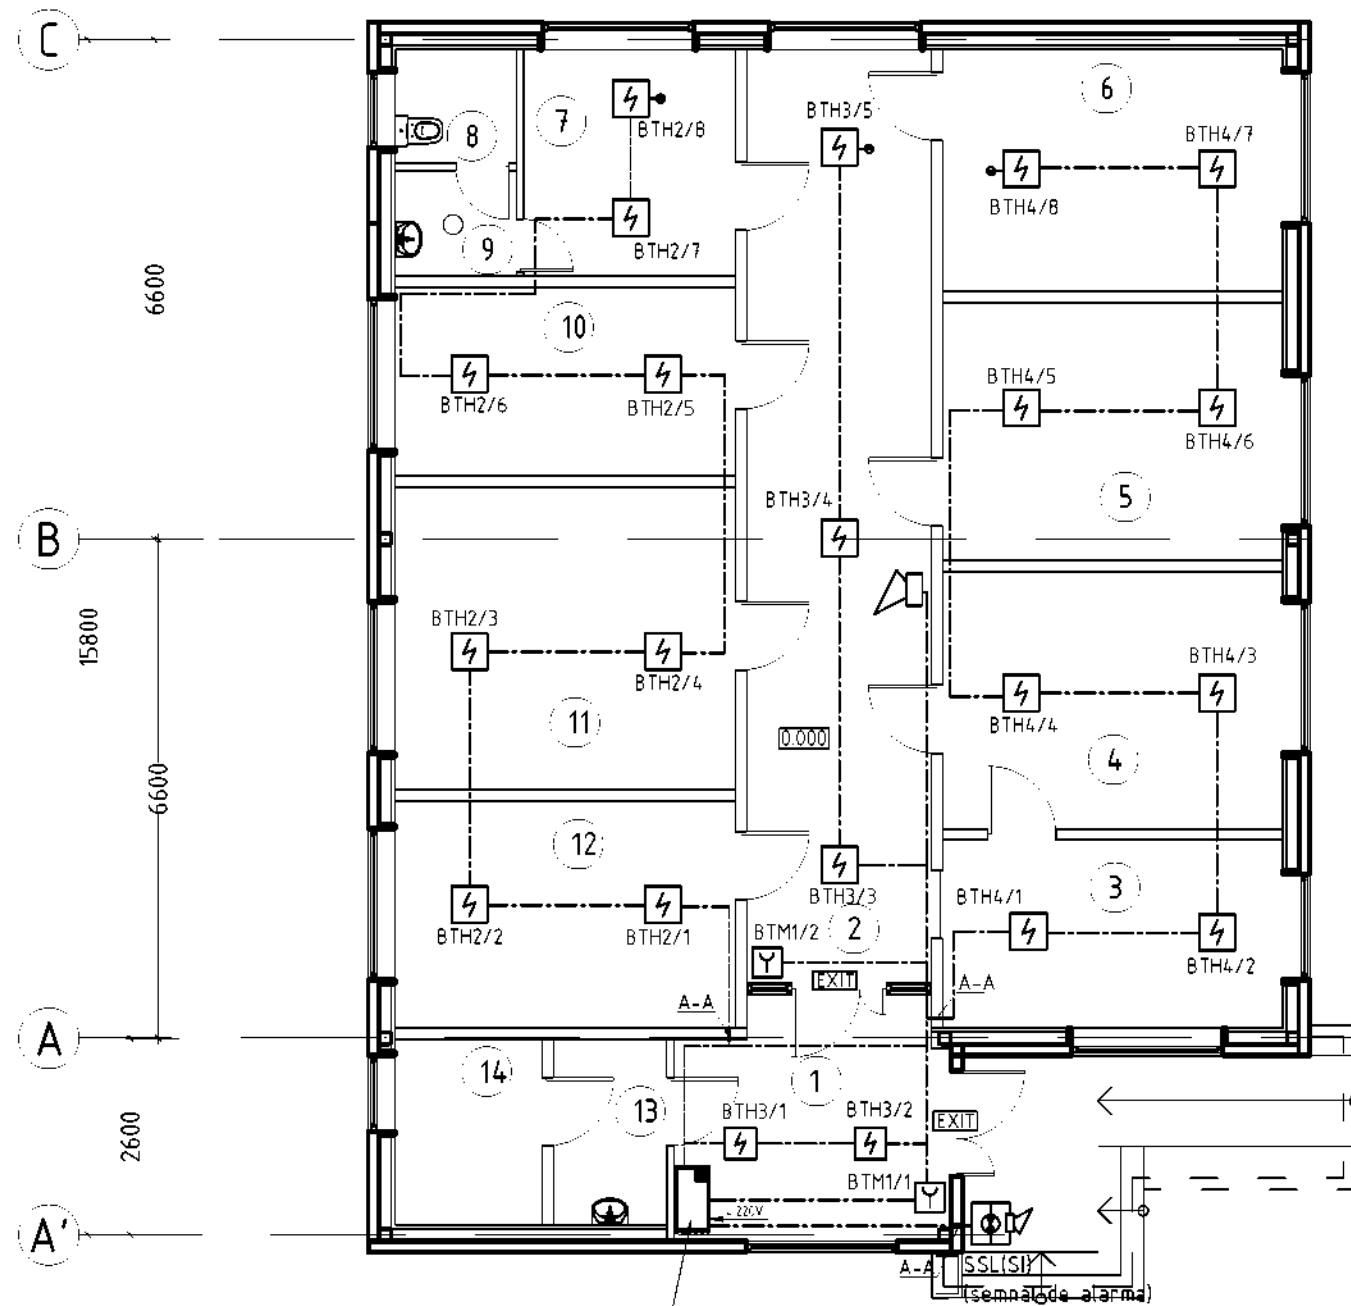 C
6
7
BTH2/8
8
BTH3/5
BTH4/7
BTH4/8
9
BTH2/7
6600
10
BTH2/6
BTH2/5
BTH4/5
BTH4/6
5
BTH3/4
B
15800
BTH2/3
BTH2/4
BTH4/3
BTH4/4
11
0.000
4
6600
12
BTH3/3
3
BTH4/1
BTH2/2
BTH2/1
BTM1/2
2
BTH4/2
EXIT
A-A
A-A
A
14
1
13
BTH3/1
BTH3/2
EXIT
2600
BTM1/1
220V
A'
A-A
SSL(SI)
(semnal de alarma)